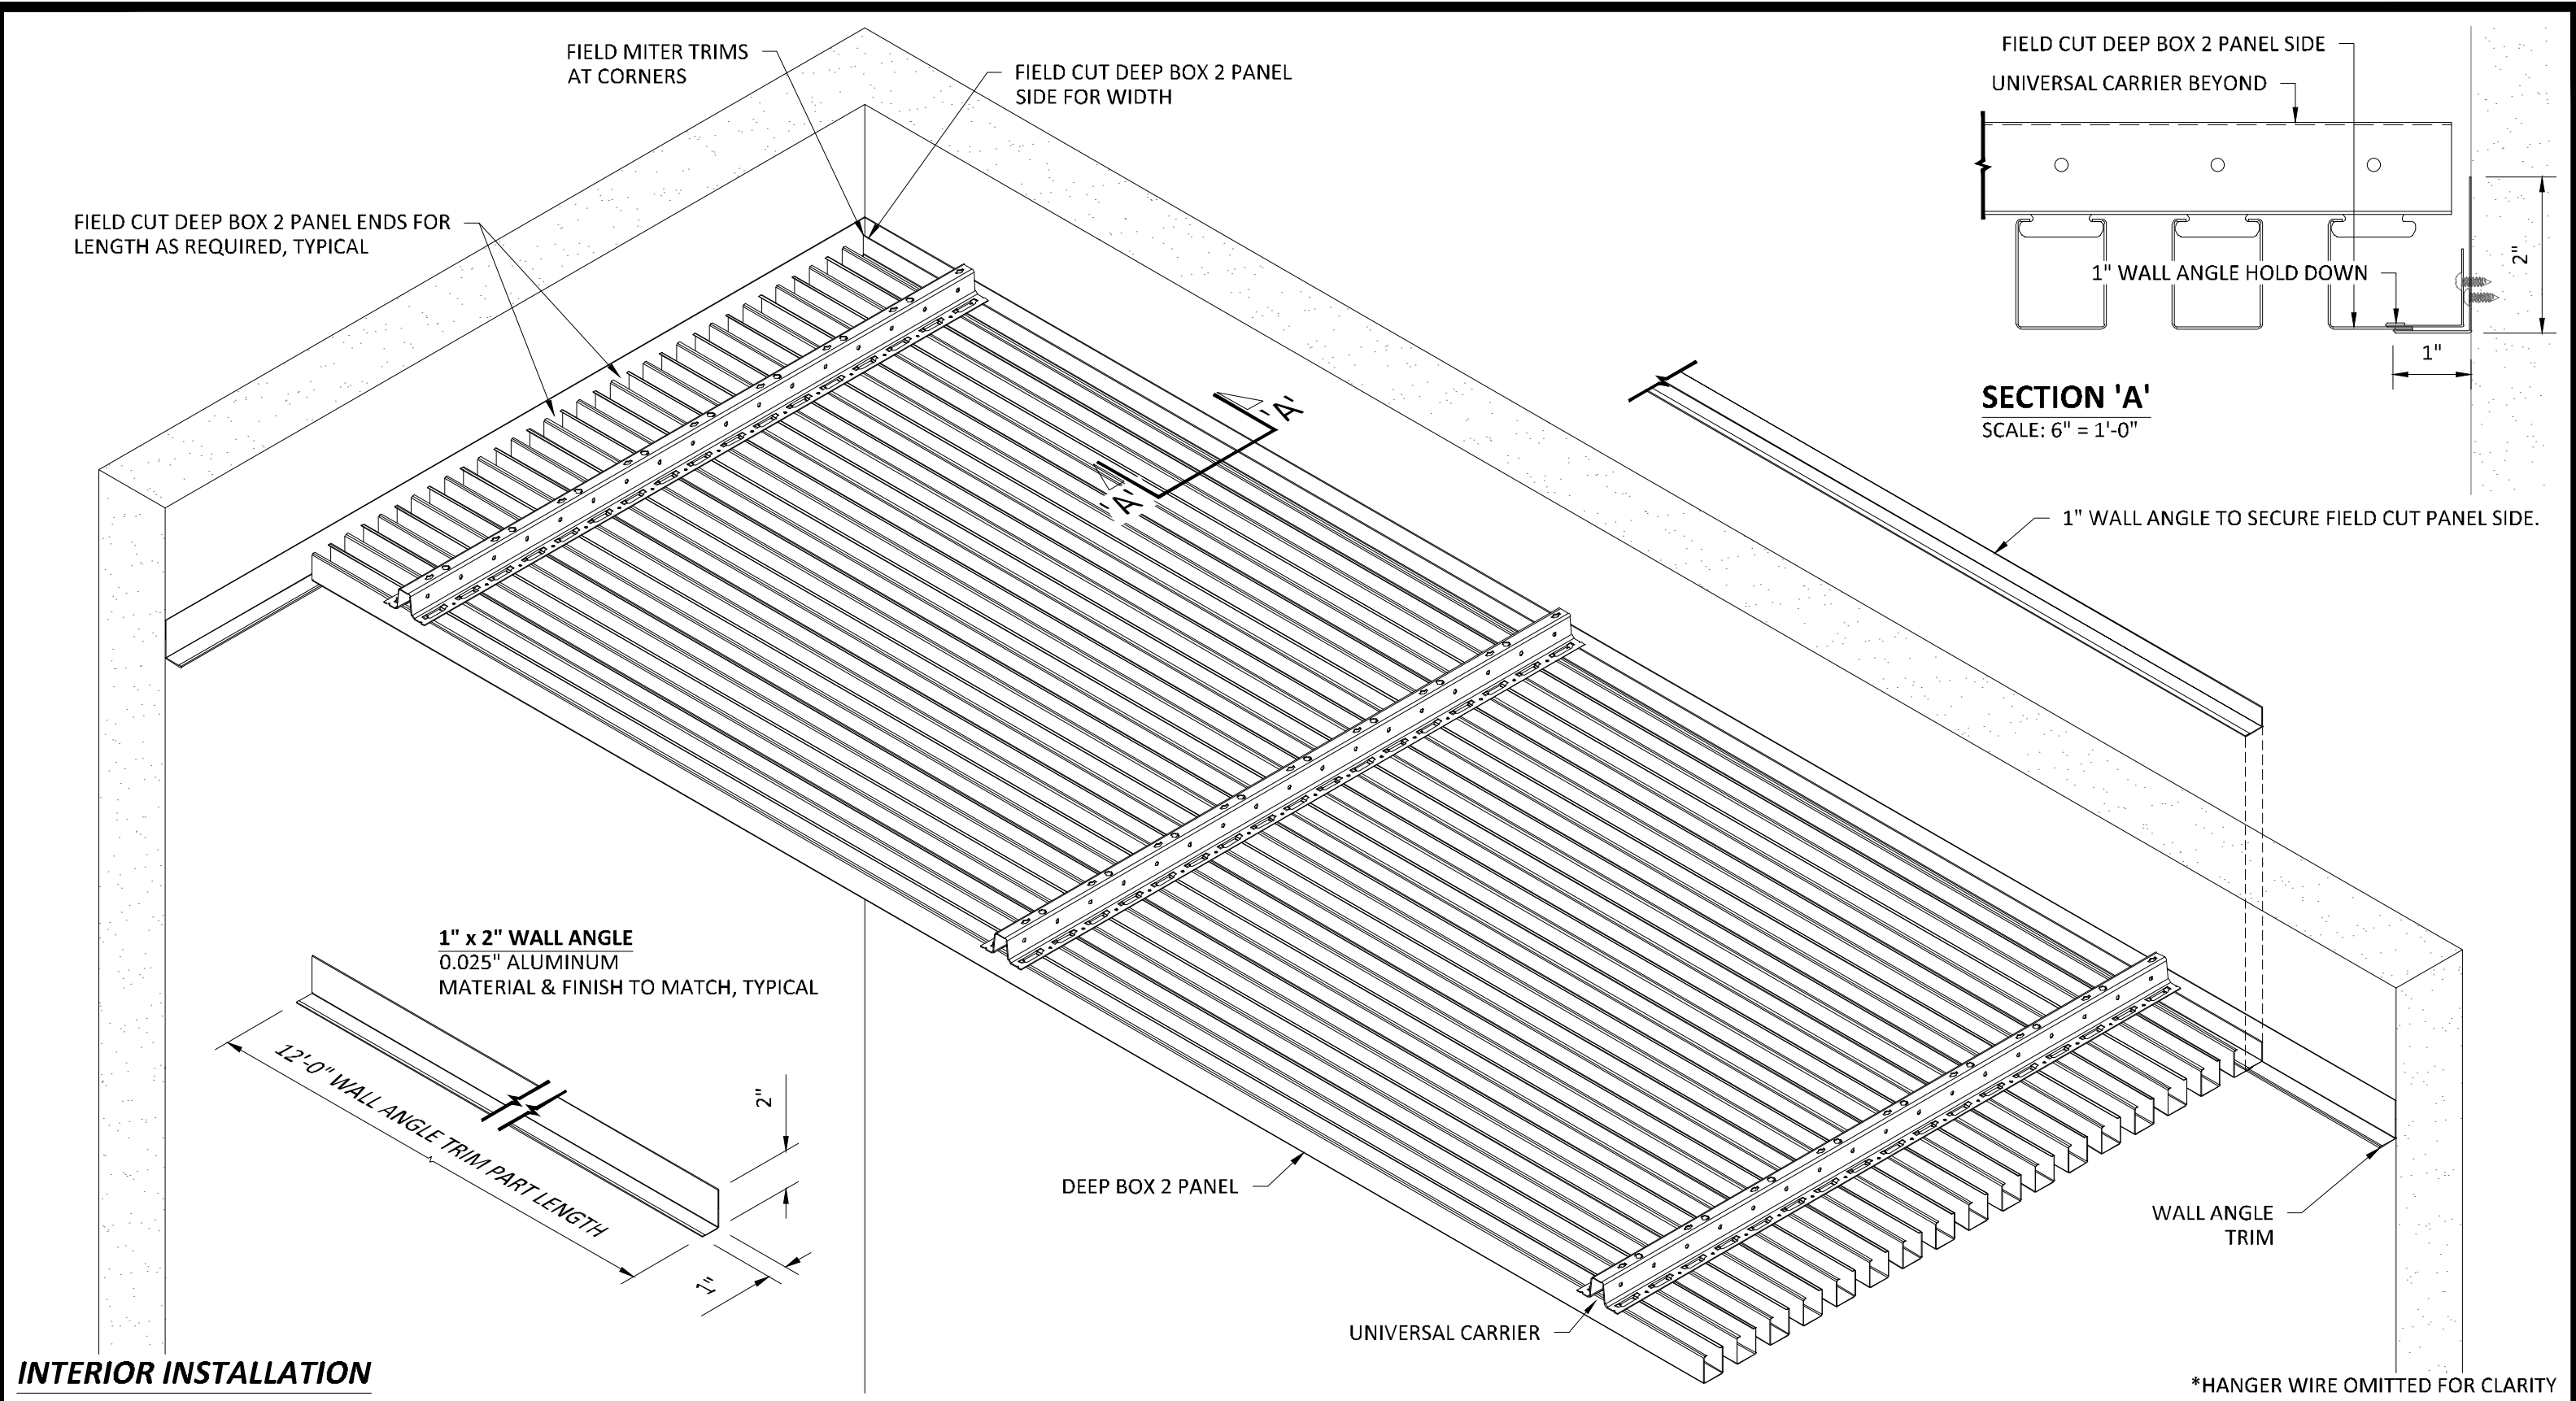 FIELD MITER TRIMS
AT CORNERS
FIELD CUT DEEP BOX 2 PANEL
SIDE FOR WIDTH
FIELD CUT DEEP BOX 2 PANEL ENDS FOR
LENGTH AS REQUIRED, TYPICAL
FIELD CUT DEEP BOX 2 PANEL SIDE
UNIVERSAL CARRIER BEYOND
1" WALL ANGLE HOLD DOWN
2"
1"
SECTION 'A'
SCALE: 6" = 1'-0"
'A'
'A'
1" WALL ANGLE TO SECURE FIELD CUT PANEL SIDE.
1" x 2" WALL ANGLE
0.025" ALUMINUM
MATERIAL & FINISH TO MATCH, TYPICAL
12'-0" WALL ANGLE TRIM PART LENGTH
2"
1"
DEEP BOX 2 PANEL
WALL ANGLE
TRIM
UNIVERSAL CARRIER
INTERIOR INSTALLATION
*HANGER WIRE OMITTED FOR CLARITY